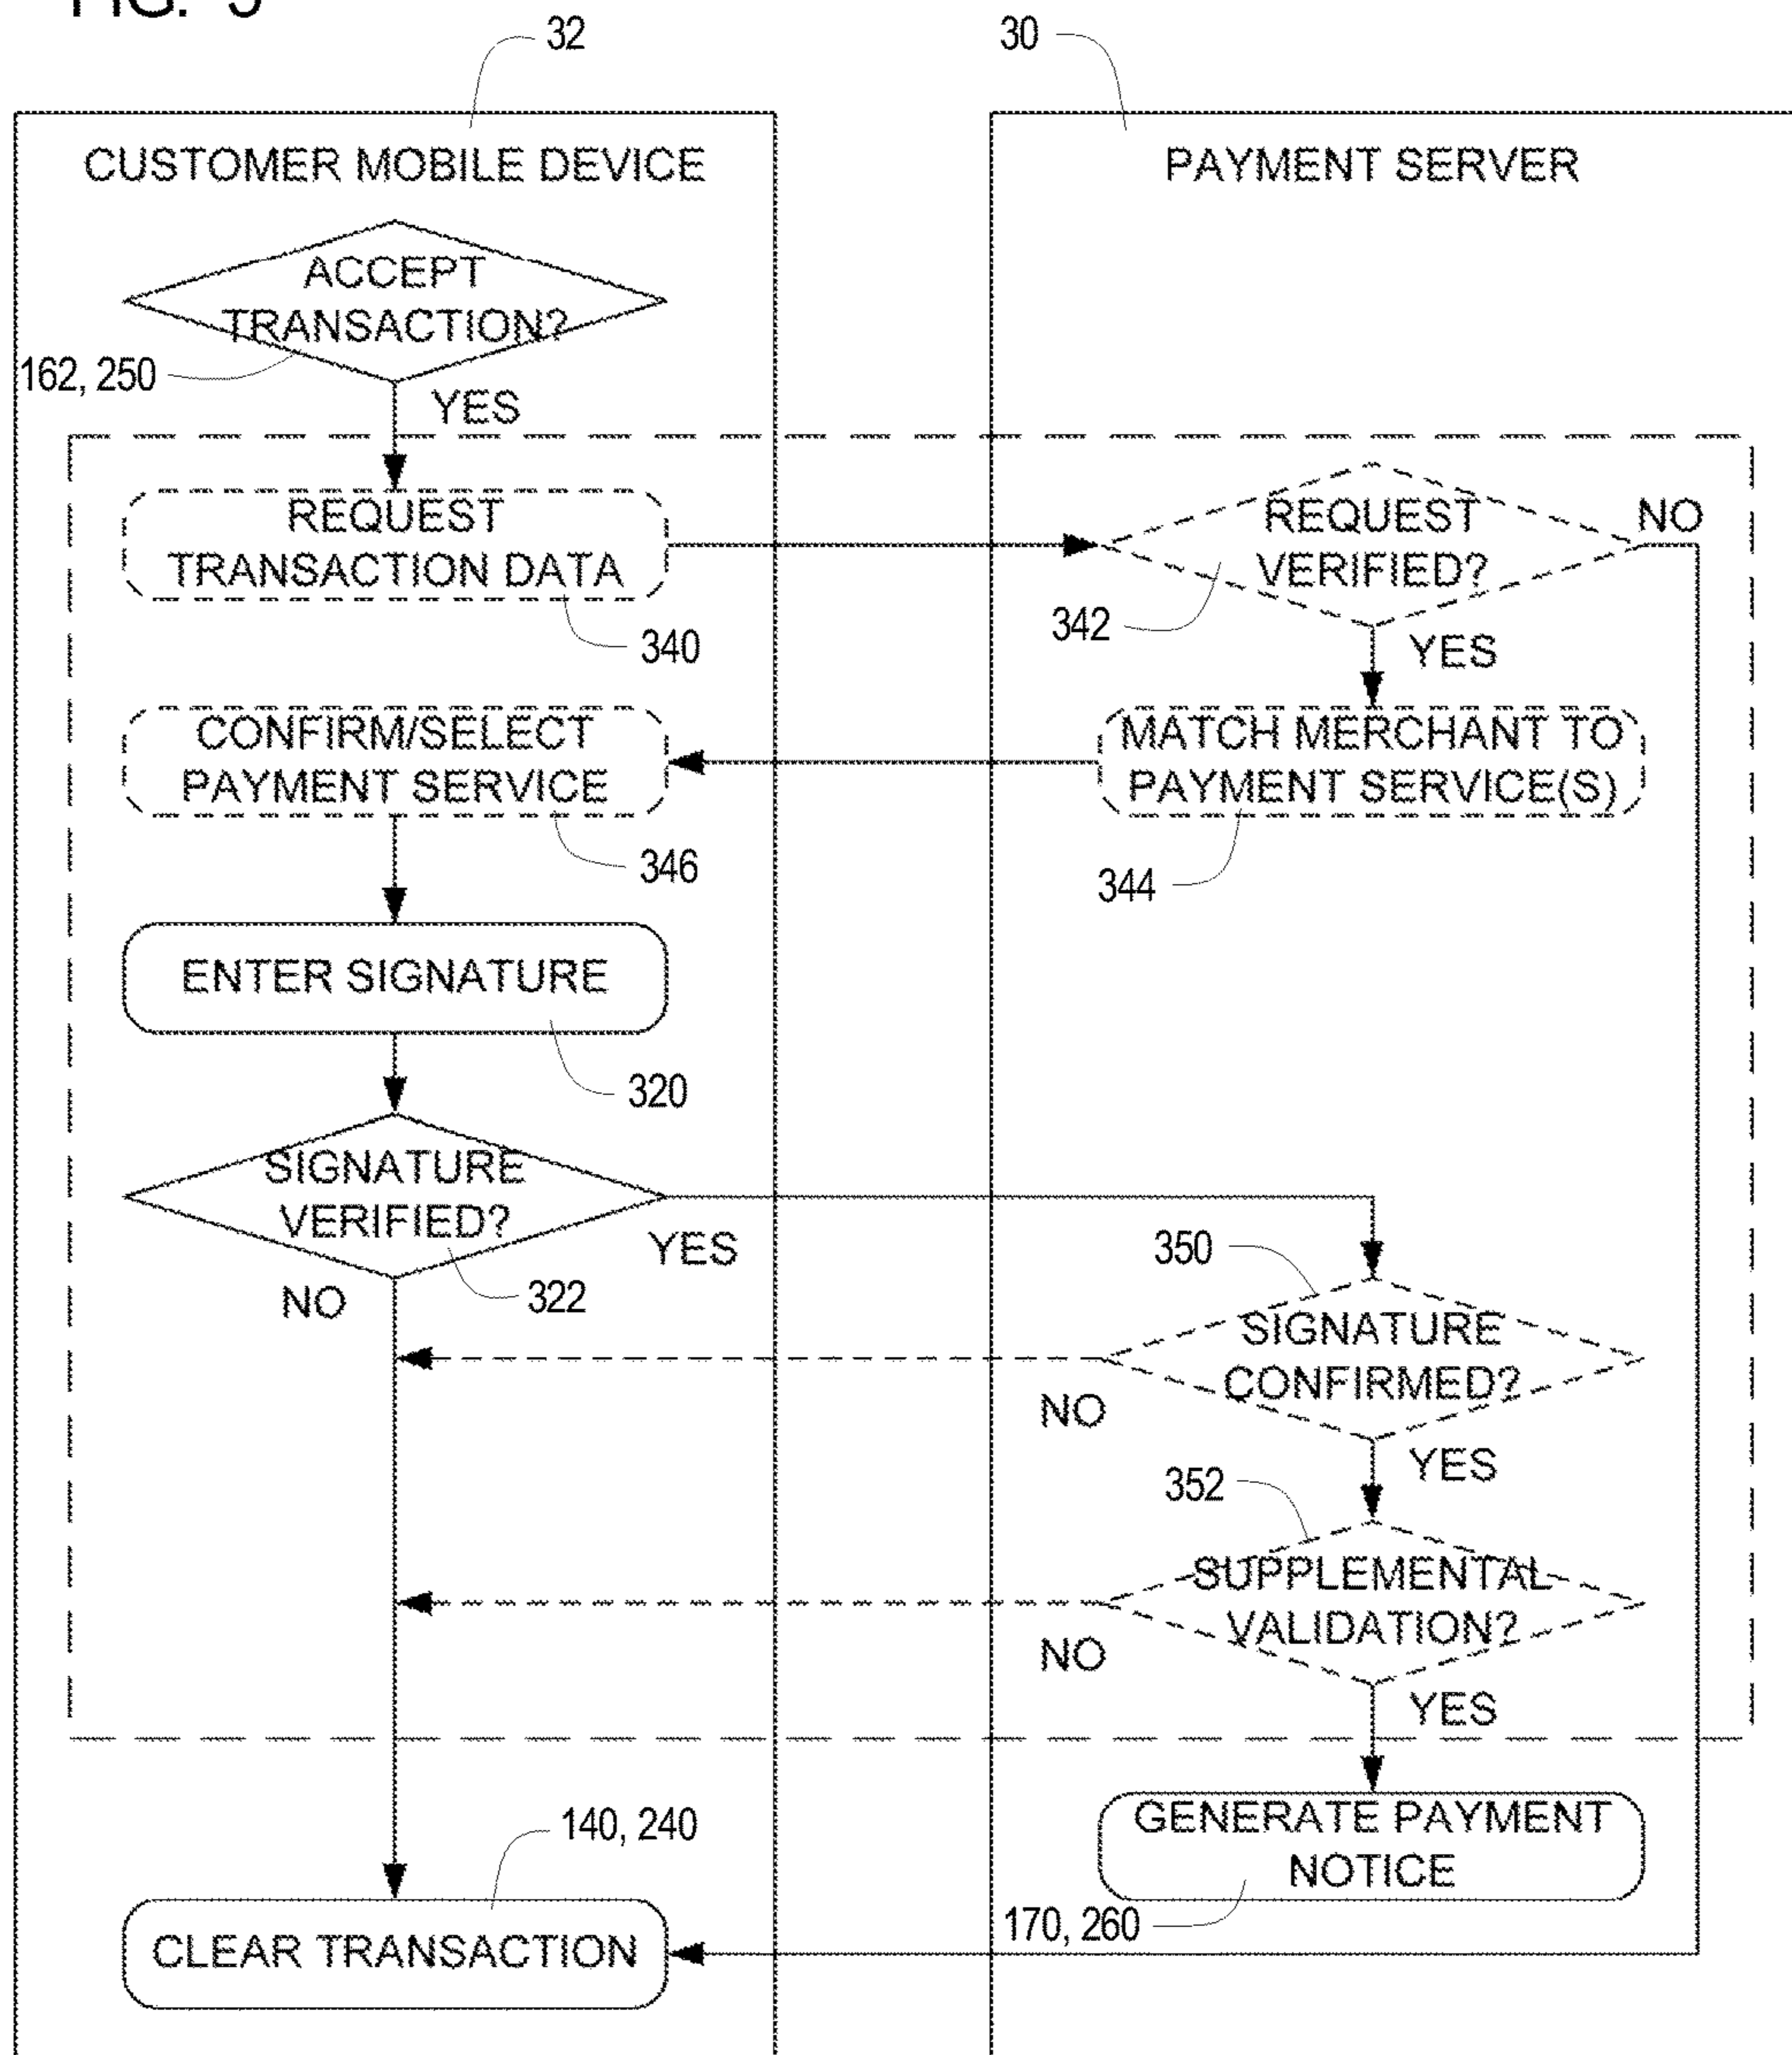 32
30
CUSTOMER MOBILE DEVICE
PAYMENT SERVER
ACCEPT
TRANSACTION?
162, 250
YES
REQUEST
TRANSACTION DATA
340
REQUEST
VERIFIED?
NO
342
YES
CONFIRM/SELECT
PAYMENT SERVICE
346
MATCH MERCHANT TO
PAYMENT SERVICE(S)
344
ENTER SIGNATURE
320
SIGNATURE
VERIFIED?
YES
322
NO
350
SIGNATURE
CONFIRMED?
NO
YES
352
SUPPLEMENTAL
VALIDATION?
NO
YES
140, 240
GENERATE PAYMENT
NOTICE
170, 260
CLEAR TRANSACTION